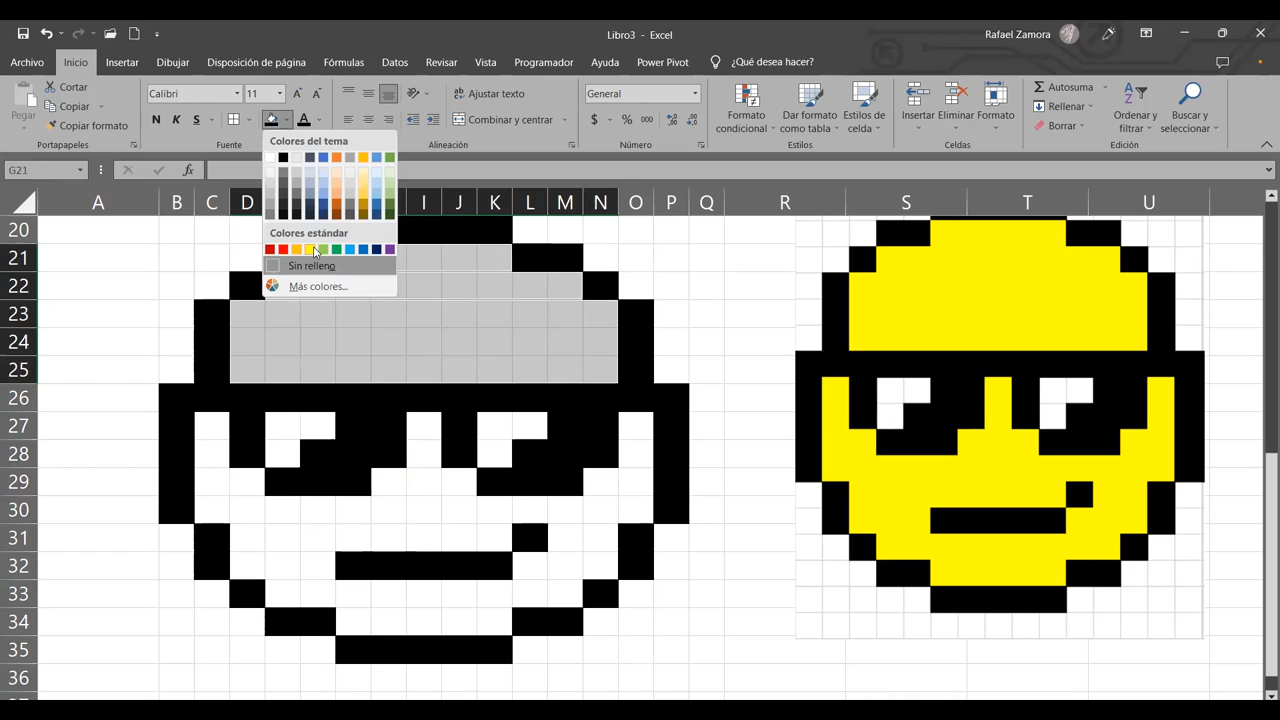 Libro3 - Excel
Rafael Zamora
Archivo Inicio Insertar Dibujar Disposición de página Fórmulas Datos Revisar Vista Programador Ayuda Power Pivot ¿Qué desea hacer?
Pegar
Cortar
Copiar
Copiar formato
Portapapeles
Calibri 11
N K S
Fuente
Ajustar texto
Combinar y centrar
Alineación
General
$ % 000
Número
Formato condicional
Dar formato como tabla
Estilos de celda
Estilos
Insertar Eliminar Formato
Celdas
Autosuma
Rellenar
Borrar
Ordenar y filtrar
Buscar y seleccionar
Edición
G21
fx
Colores del tema
Colores estándar
Sin relleno
Más colores...
A B C D I J K L M N O P Q R S T U
20
21
22
23
24
25
26
27
28
29
30
31
32
33
34
35
36